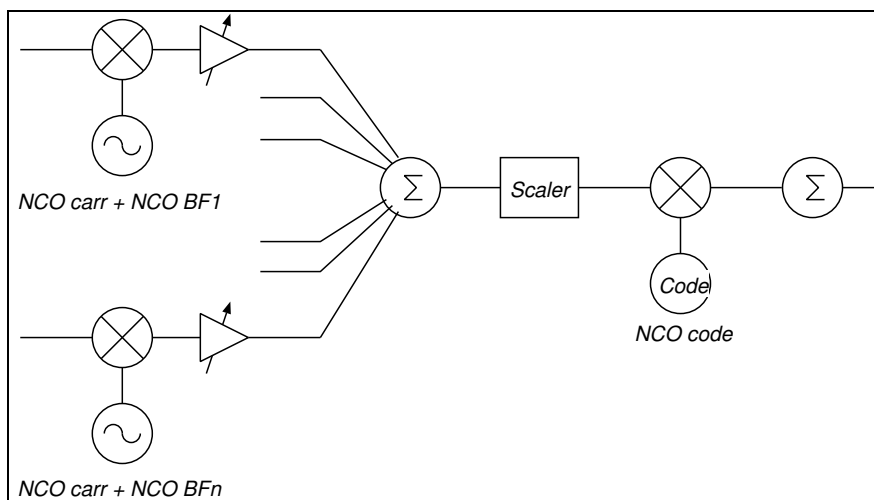 NCO carr + NCO BF1
Σ
Scaler
Σ
Code
NCO code
NCO carr + NCO BFn